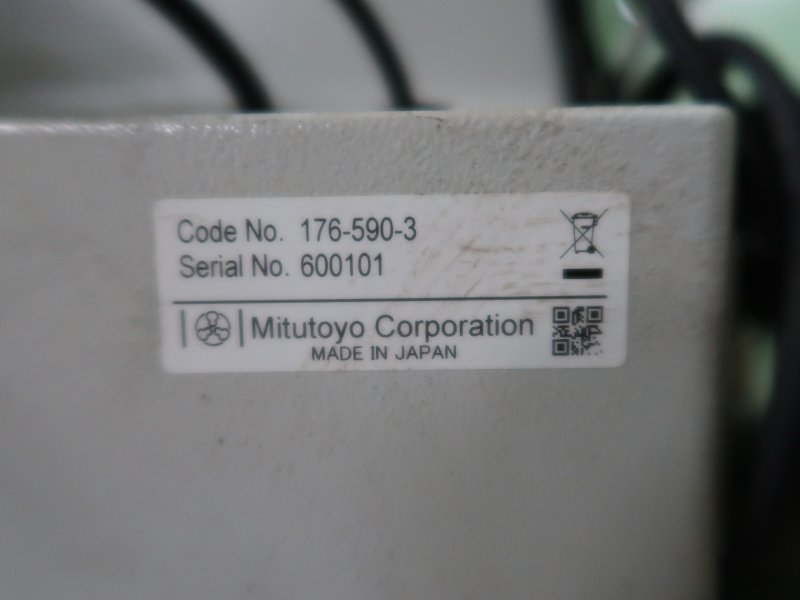 Code No. 176-590-3
Serial No. 600101
Mitutoyo Corporation
MADE IN JAPAN